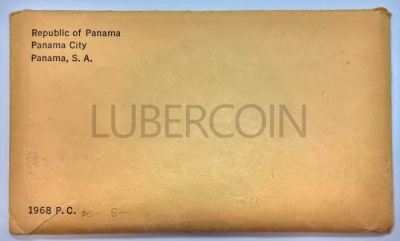 Republic of Panama
Panama City
Panama, S. A.
LUBERCOIN
1968 P.C.